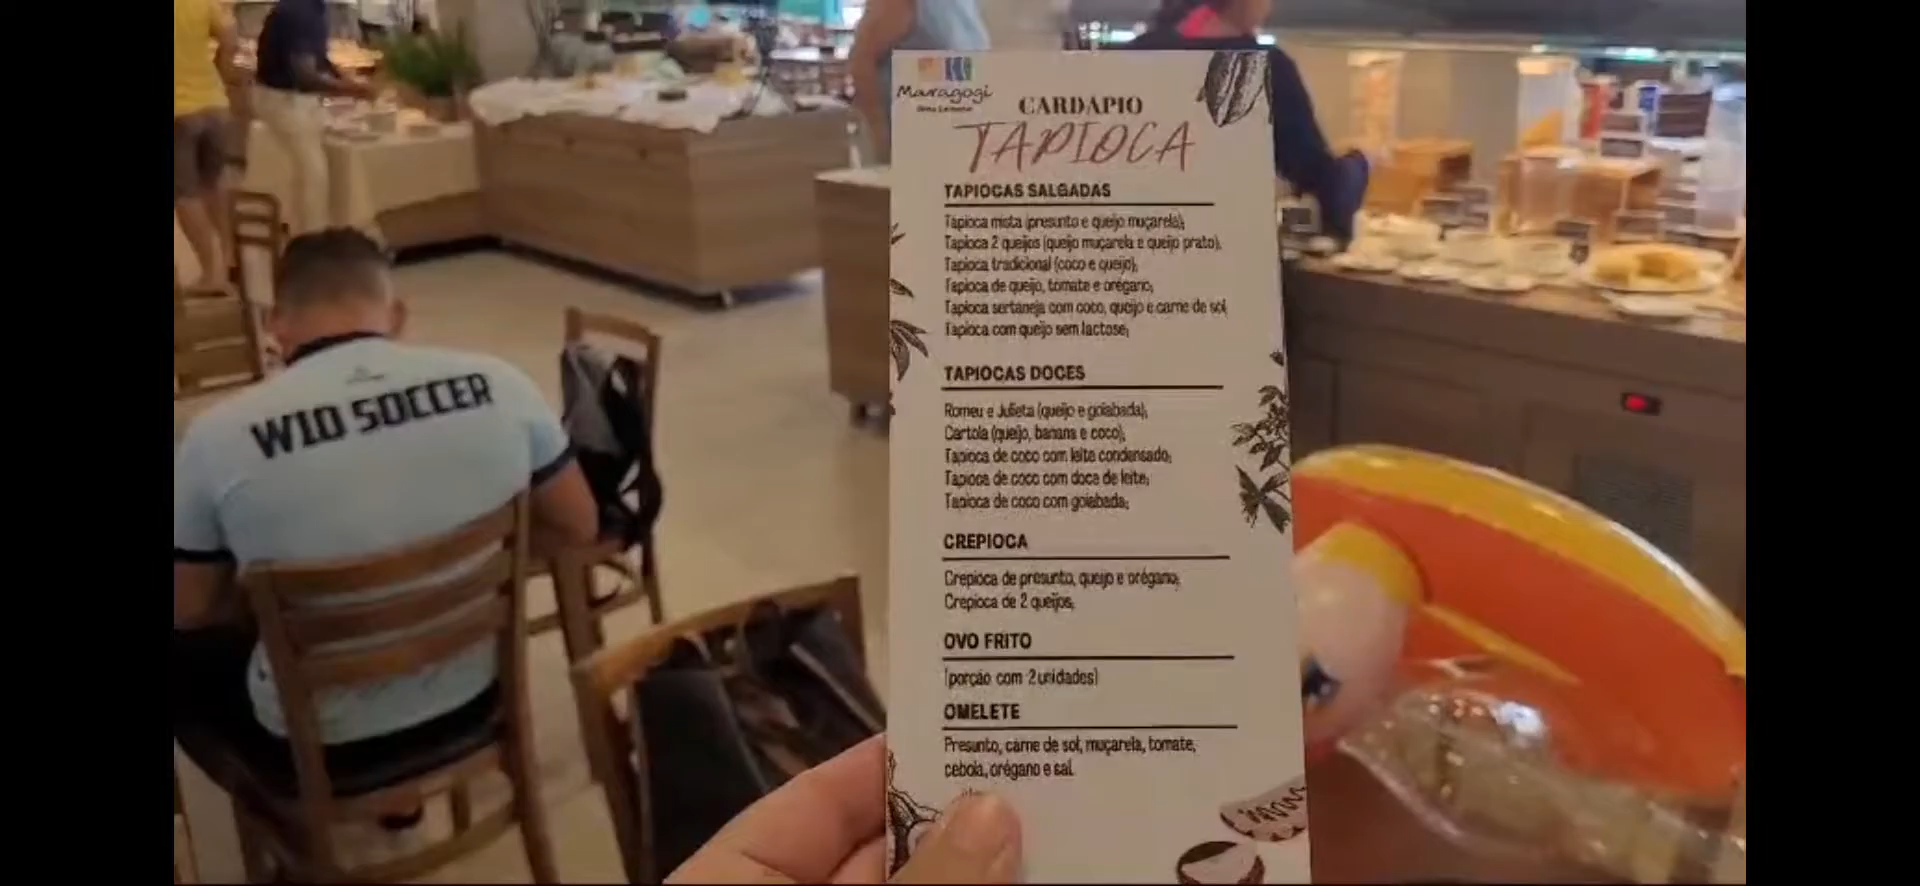 Maragogi
CARDÁPIO
TAPIOCA
TAPIOCAS SALGADAS
Tapioca mista (presunto e queijo muçarela);
Tapioca 2 queijos (queijo muçarela e queijo prato);
Tapioca tradicional (coco e queijo);
Tapioca de queijo, tomate e orégano;
Tapioca sertaneja com coco, queijo e carne de sol;
Tapioca com queijo sem lactose;
TAPIOCAS DOCES
Romeu e Julieta (queijo e goiabada);
Cartola (queijo, banana e coco);
Tapioca de coco com leite condensado;
Tapioca de coco com doce de leite;
Tapioca de coco com goiabada;
CREPIOCA
Crepioca de presunto, queijo e orégano;
Crepioca de 2 queijos;
OVO FRITO
(porção com 2 unidades)
OMELETE
Presunto, carne de sol, muçarela, tomate,
cebola, orégano e sal.
W10 SOCCER